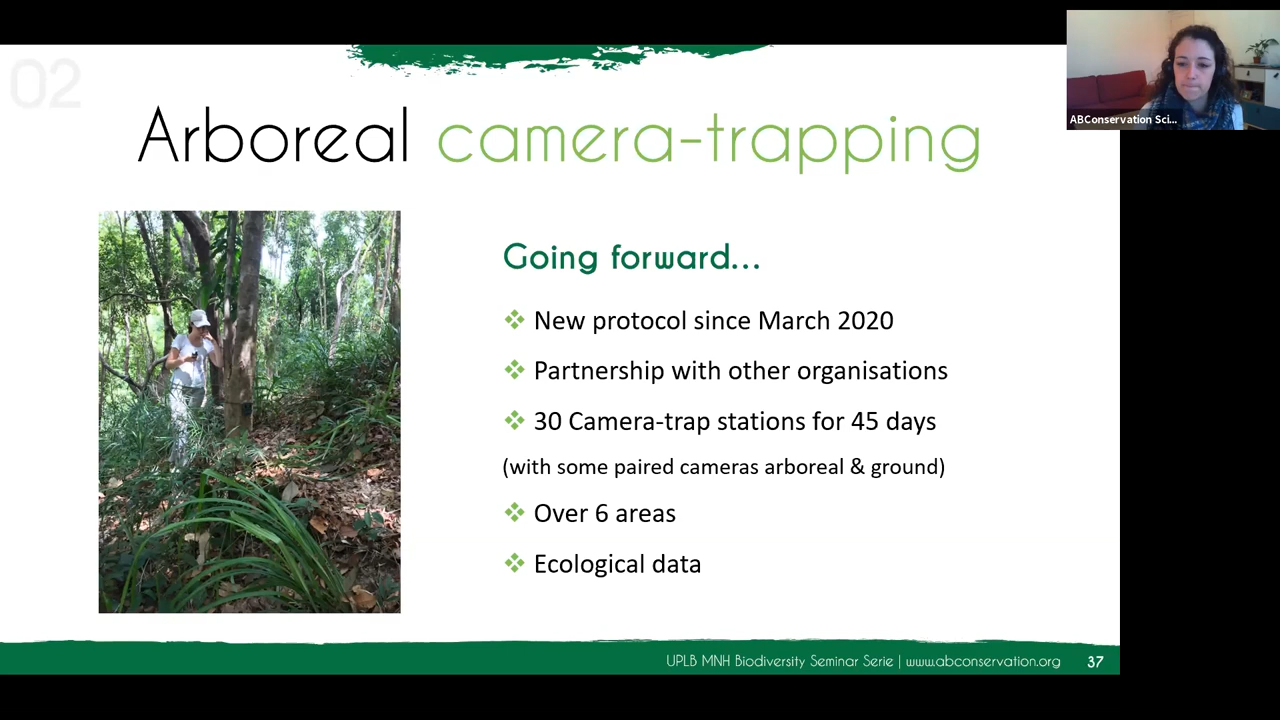 02
ABConservation Sci...
Arboreal camera-trapping
Going forward...
❖ New protocol since March 2020
❖ Partnership with other organisations
❖ 30 Camera-trap stations for 45 days
(with some paired cameras arboreal & ground)
❖ Over 6 areas
❖ Ecological data
UPLB MNH Biodiversity Seminar Serie | www.abconservation.org 37